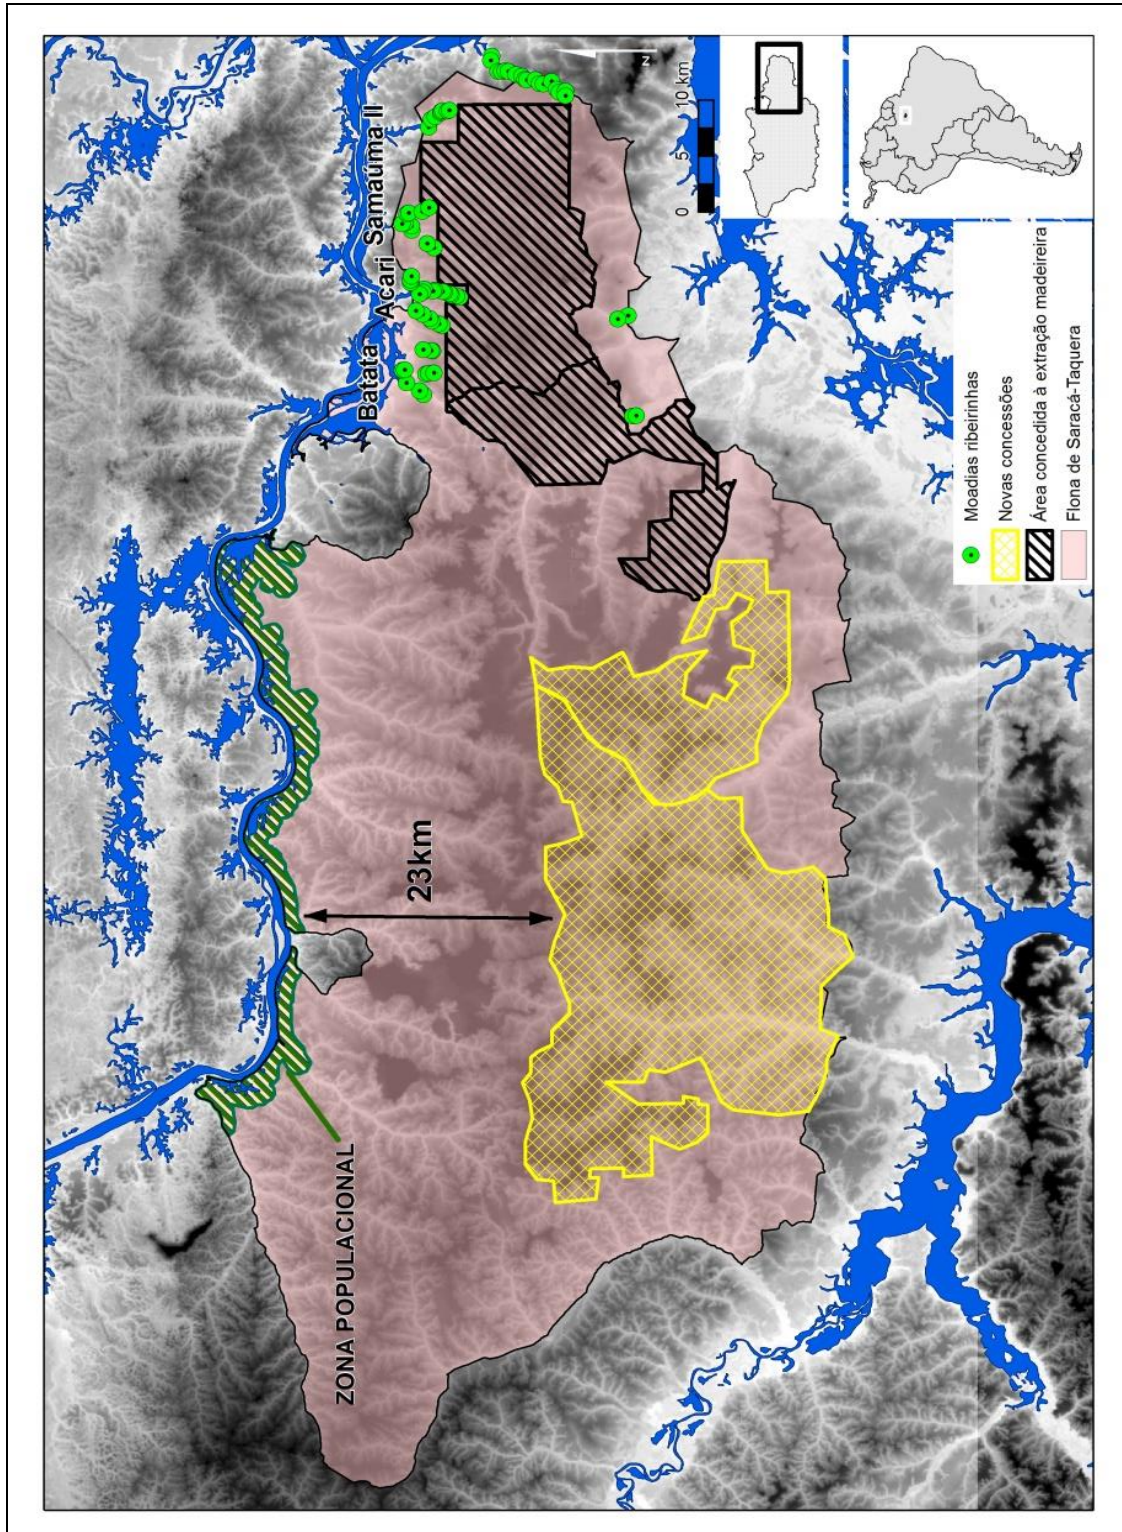 ZONA POPULACIONAL
23km
Batata
Acari
Samauma II
N
0 5 10 km
Moadias ribeirinhas
Novas concessões
Área concedida à extração madeireira
Flona de Saracá-Taquera